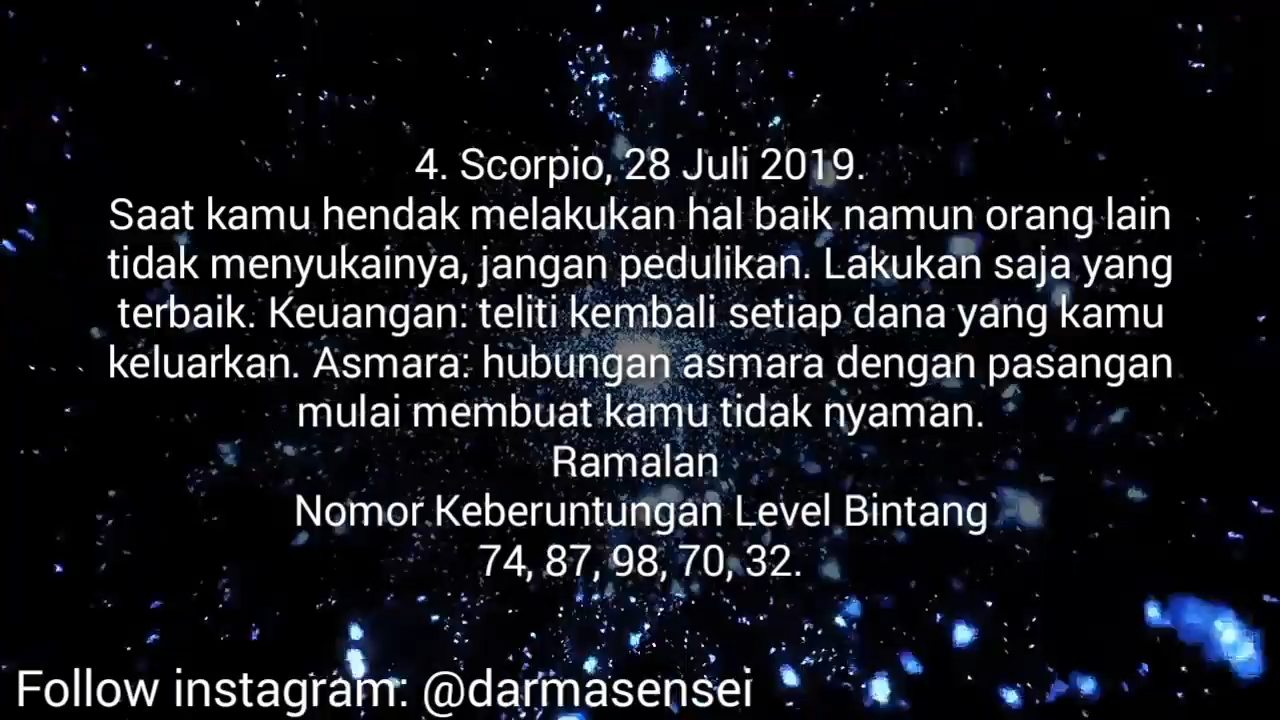 4. Scorpio, 28 Juli 2019.
Saat kamu hendak melakukan hal baik namun orang lain
tidak menyukainya, jangan pedulikan. Lakukan saja yang
terbaik. Keuangan: teliti kembali setiap dana yang kamu
keluarkan. Asmara: hubungan asmara dengan pasangan
mulai membuat kamu tidak nyaman.
Ramalan
Nomor Keberuntungan Level Bintang
74, 87, 98, 70, 32.
Follow instagram: @darmasensei